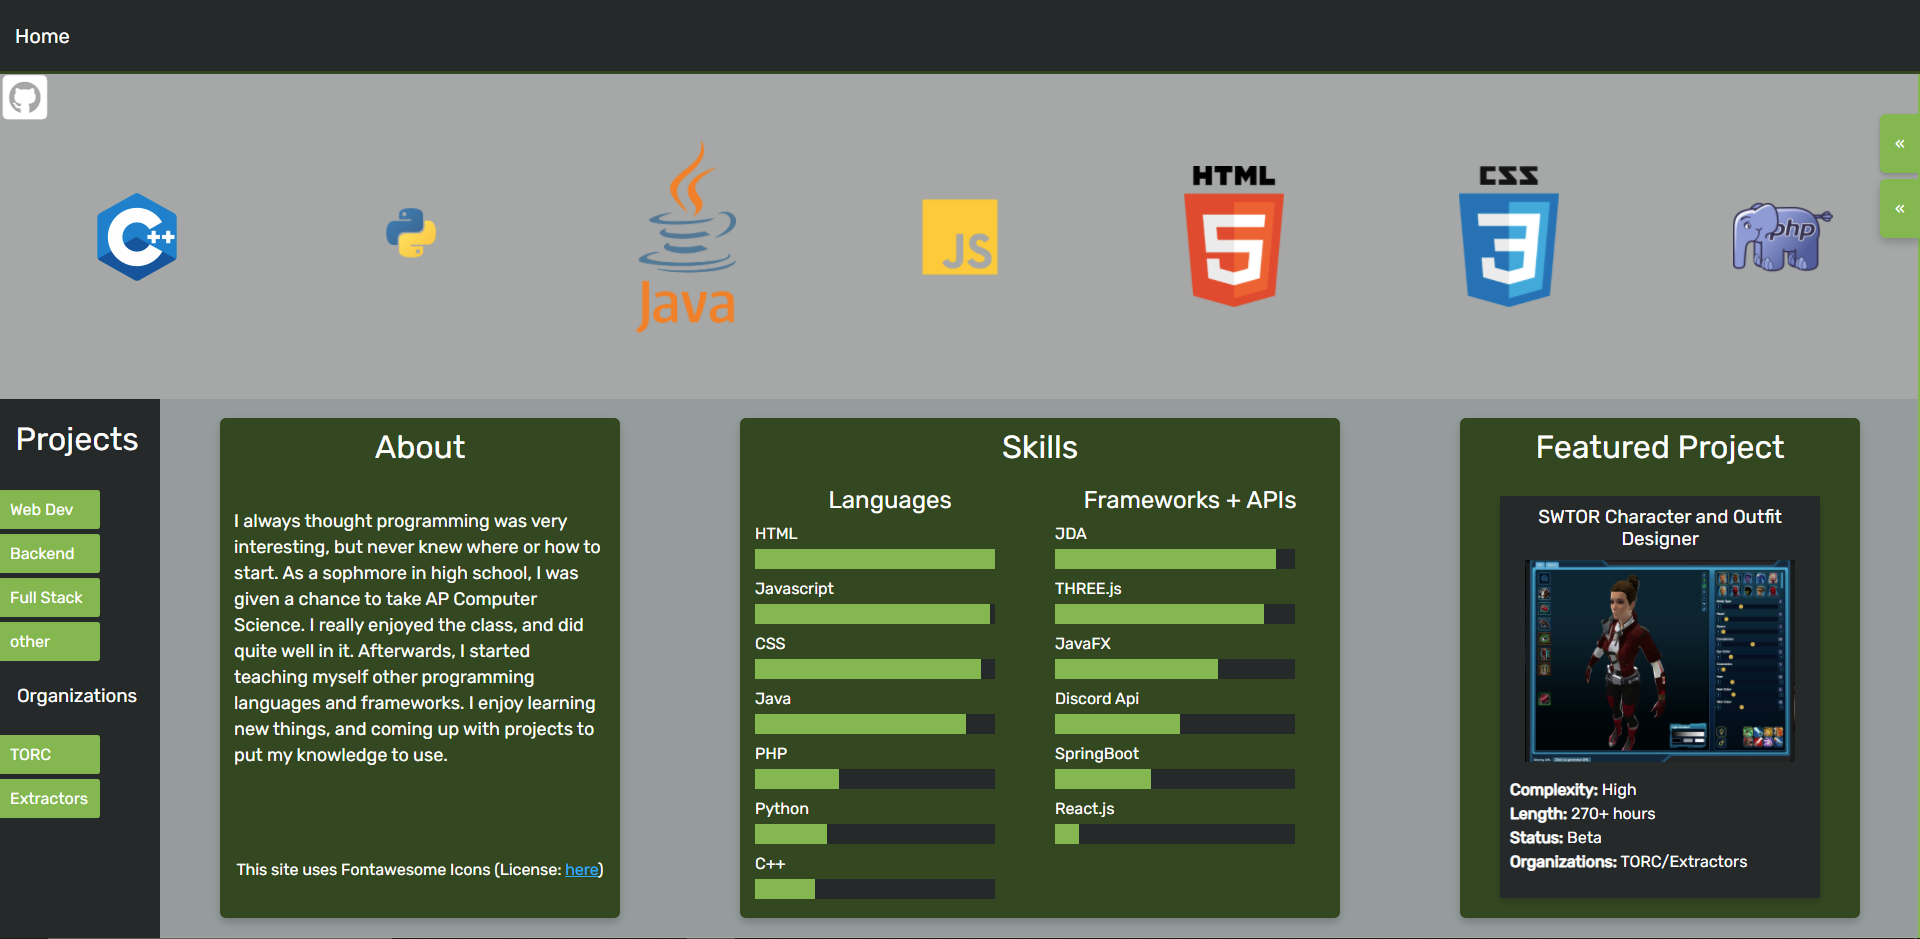 Home
C++
Java
JS
HTML
5
CSS
3
php
«
«
Projects
Web Dev
Backend
Full Stack
other
Organizations
TORC
Extractors
About
I always thought programming was very
interesting, but never knew where or how to
start. As a sophmore in high school, I was
given a chance to take AP Computer
Science. I really enjoyed the class, and did
quite well in it. Afterwards, I started
teaching myself other programming
languages and frameworks. I enjoy learning
new things, and coming up with projects to
put my knowledge to use.
This site uses Fontawesome Icons (License: here)
Skills
Languages
HTML
Javascript
CSS
Java
PHP
Python
C++
Frameworks + APIs
JDA
THREE.js
JavaFX
Discord Api
SpringBoot
React.js
Featured Project
SWTOR Character and Outfit
Designer
Complexity: High
Length: 270+ hours
Status: Beta
Organizations: TORC/Extractors